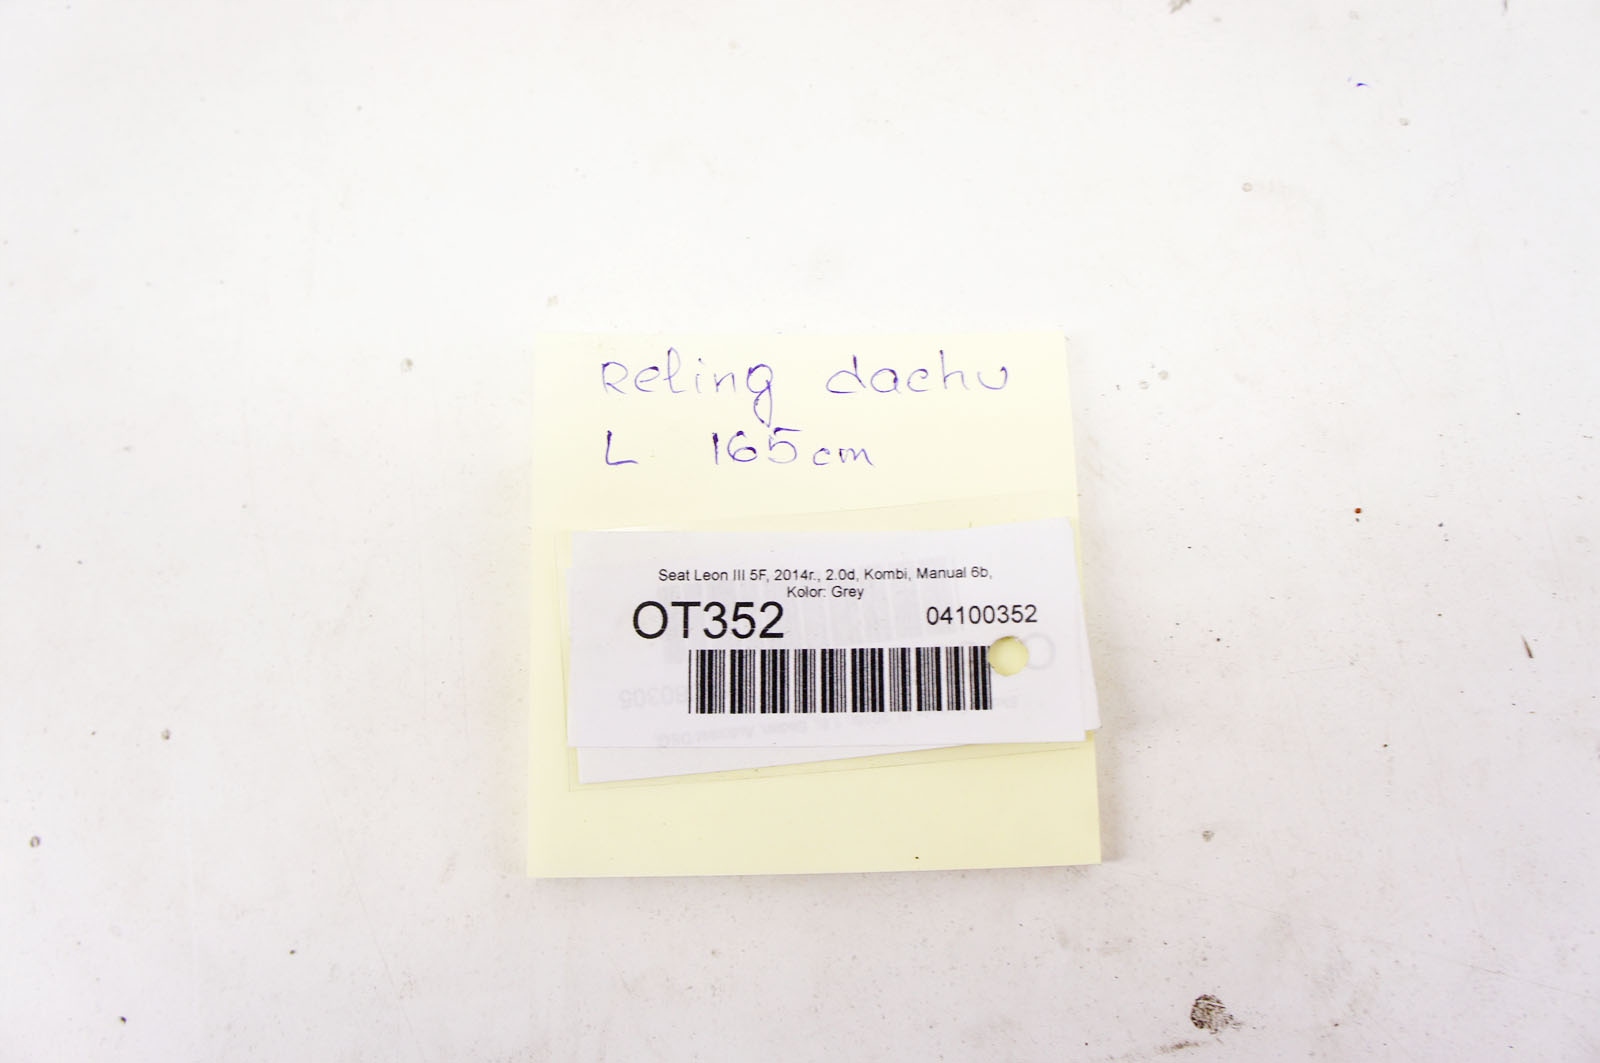 Reling dachu
L 165cm
Seat Leon III 5F, 2014r., 2.0d, Kombi, Manual 6b,
Kolor: Grey
OT352 04100352